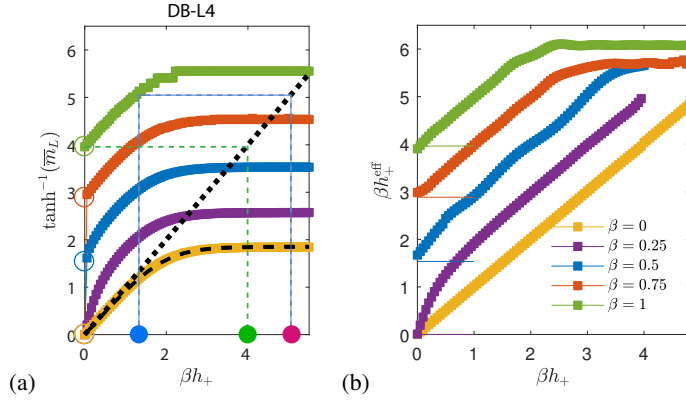 DB-L4
tanh⁻¹(m̅_L)
6
5
4
3
2
1
0
0 2 4
βh₊
(a)
βh₊^eff
6
5
4
3
2
1
0
β = 0
β = 0.25
β = 0.5
β = 0.75
β = 1
0 1 2 3 4
βh₊
(b)